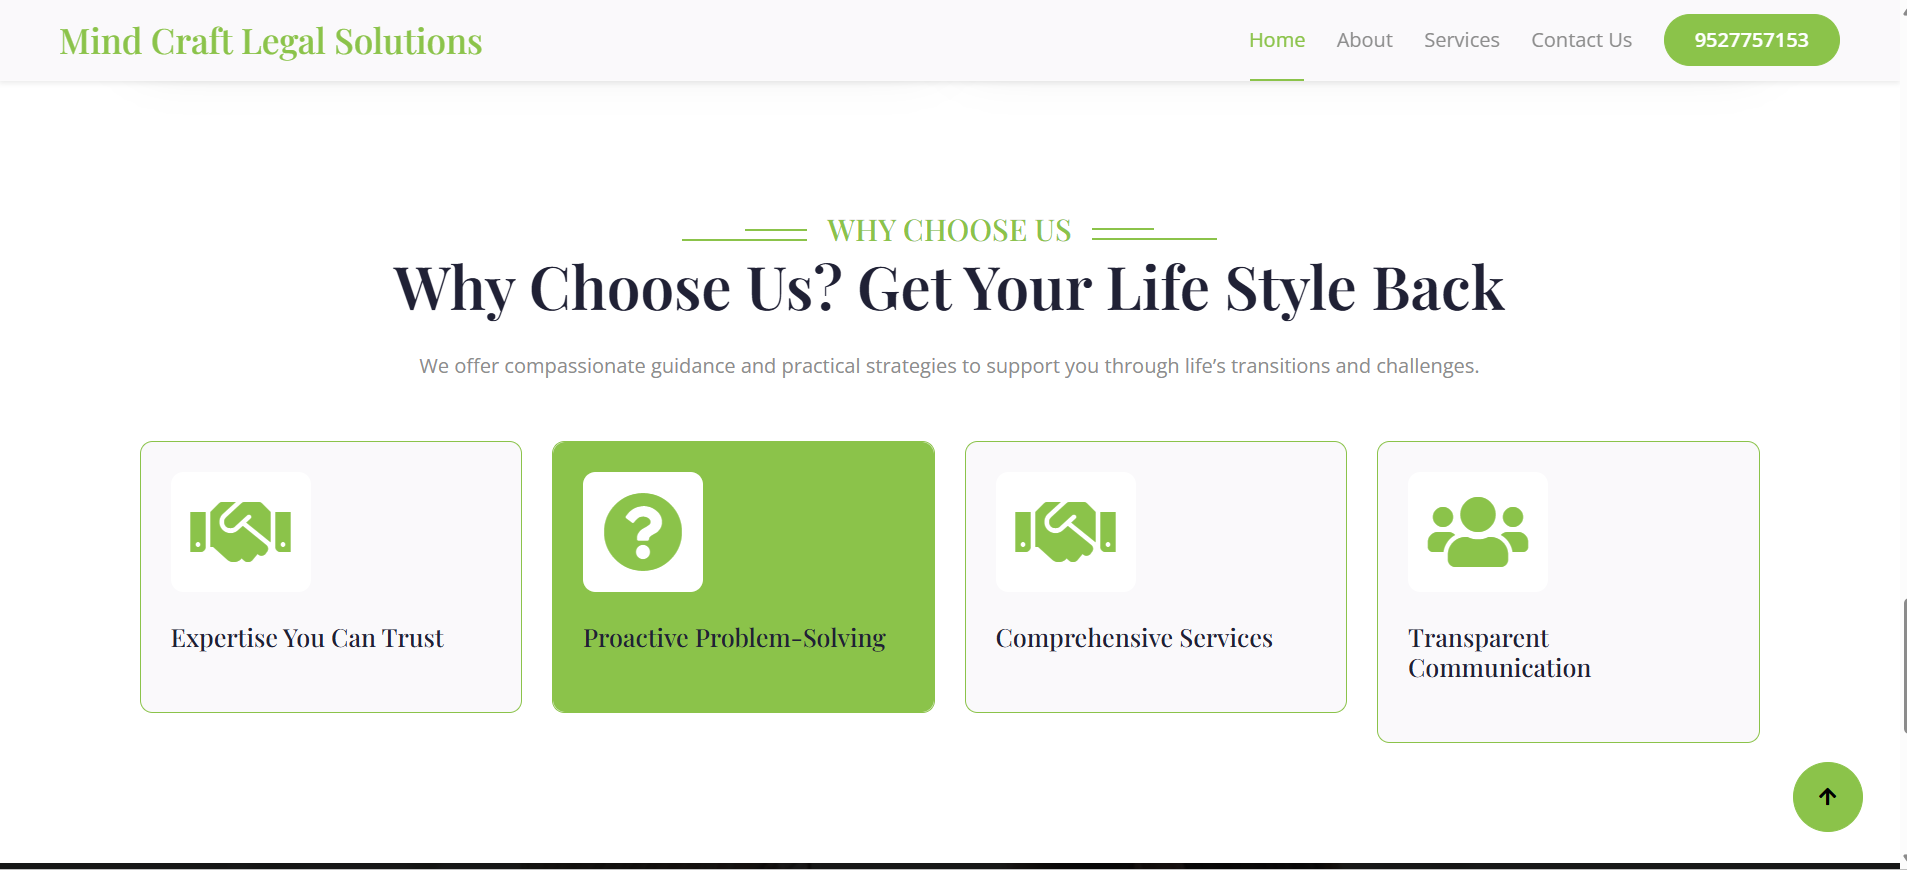 Mind Craft Legal Solutions
Home About Services Contact Us 9527757153
WHY CHOOSE US
Why Choose Us? Get Your Life Style Back
We offer compassionate guidance and practical strategies to support you through life’s transitions and challenges.
Expertise You Can Trust
Proactive Problem-Solving
Comprehensive Services
Transparent
Communication